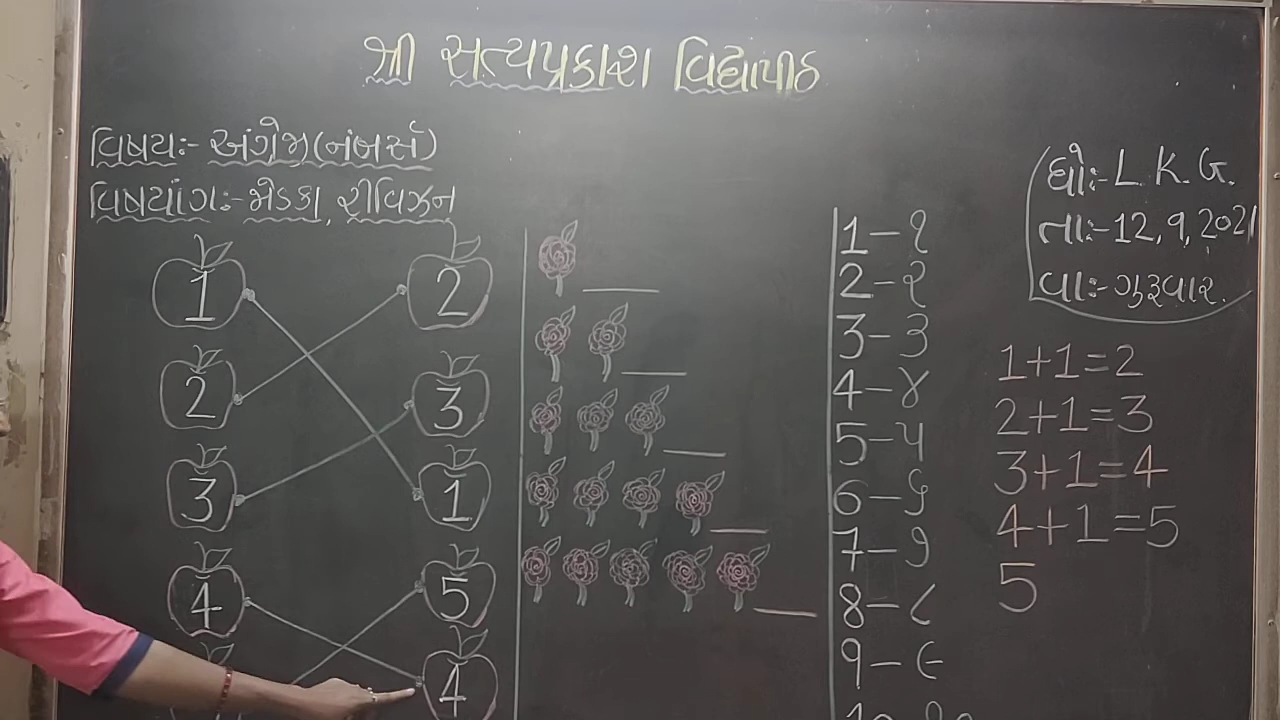 શ્રી સત્યપ્રકાશ વિદ્યાપીઠ
વિષયઃ- અંગ્રેજી(નંબર્સ)
વિષયાંગઃ- જોડકા, રીવિઝન
ધોઃ- L. K. G.
તાઃ- 12, 9, 2021
વાઃ- ગુરૂવાર.
1 2
2 3
3 1
4 5
4
1 – ૧
2 – ૨
3 – ૩
4 – ૪
5 – ૫
6 – ૬
7 – ૭
8 – ૮
9 – ૯
10 – ૧૦
1+1=2
2+1=3
3+1=4
4+1=5
5